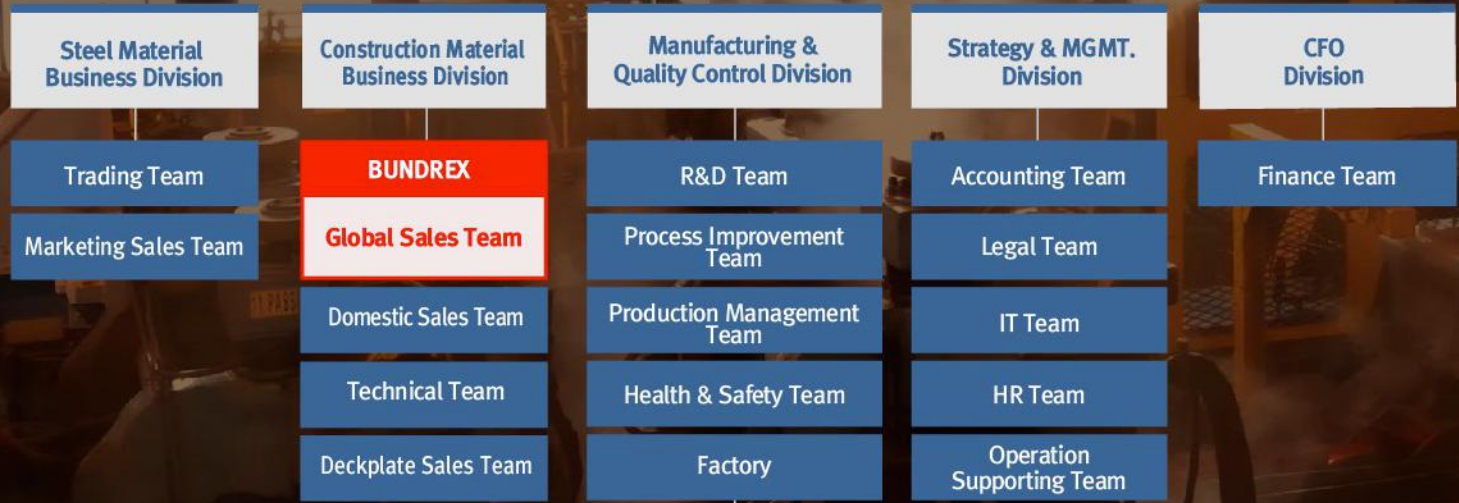 Steel Material
Business Division
Trading Team
Marketing Sales Team
Construction Material
Business Division
BUNDREX
Global Sales Team
Domestic Sales Team
Technical Team
Deckplate Sales Team
Manufacturing &
Quality Control Division
R&D Team
Process Improvement
Team
Production Management
Team
Health & Safety Team
Factory
Strategy & MGMT.
Division
Accounting Team
Legal Team
IT Team
HR Team
Operation
Supporting Team
CFO
Division
Finance Team